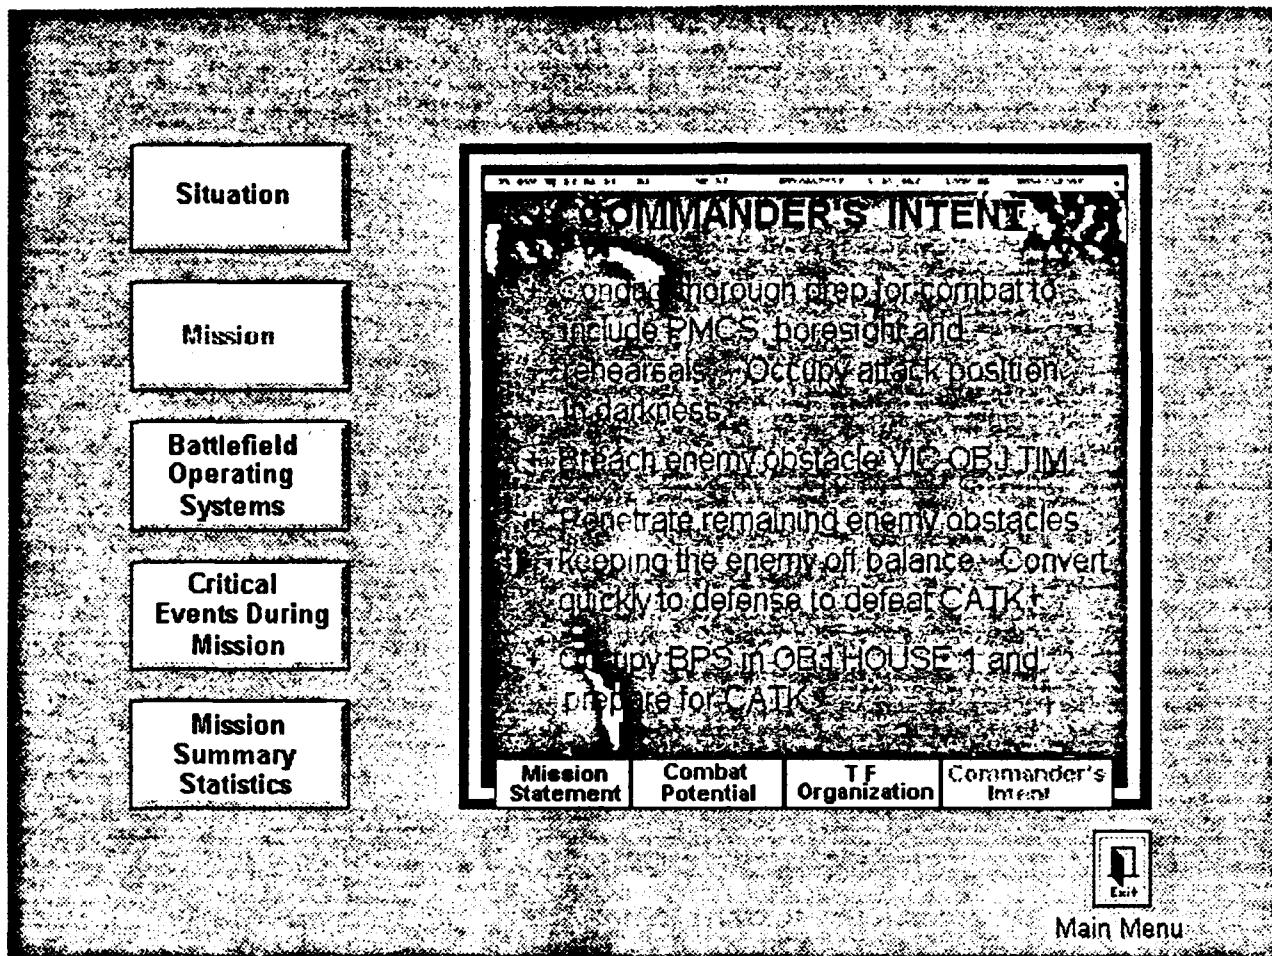 Situation
Mission
Battlefield
Operating
Systems
Critical
Events During
Mission
Mission
Summary
Statistics
COMMANDER'S INTENT
Conduct thorough prep for combat to
include PMCS, boresight and
rehearsals. Occupy attack position
in darkness.
Breach enemy obstacle VIC OBJ TIM
Penetrate remaining enemy obstacles
keeping the enemy off balance. Convert
quickly to defense to defeat CATK.
Occupy BPS in OBJ HOUSE 1 and
prepare for CATK
Mission
Statement
Combat
Potential
T F
Organization
Commander's
Intent
Exit
Main Menu